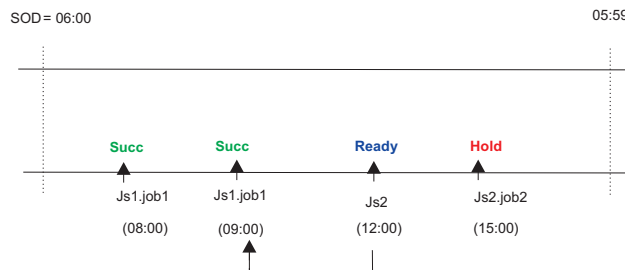 SOD = 06:00 05:59
Succ Succ Ready Hold
Js1.job1 Js1.job1 Js2 Js2.job2
(08:00) (09:00) (12:00) (15:00)